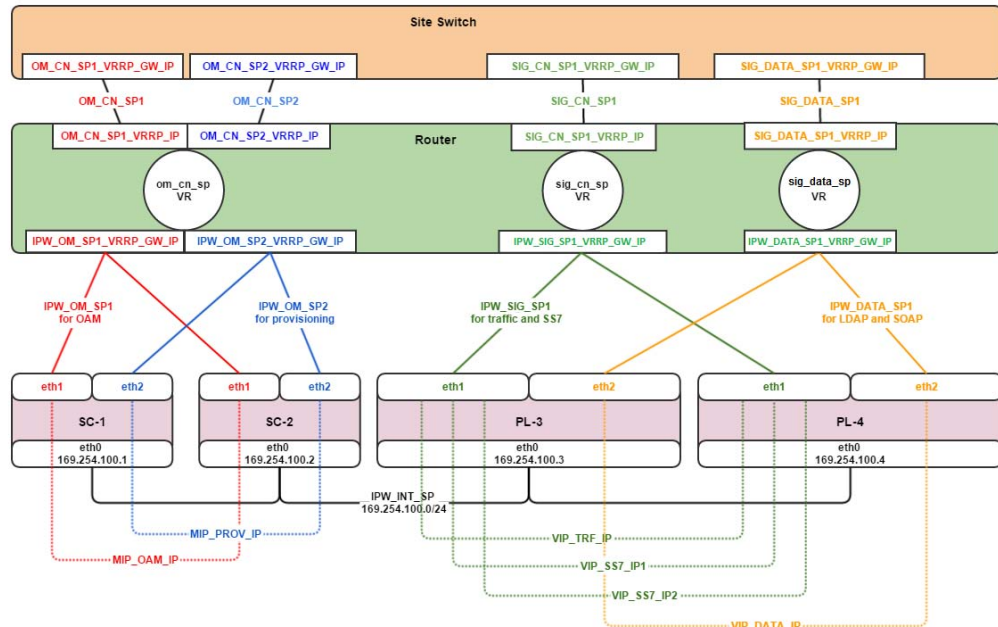 Site Switch
OM_CN_SP1_VRRP_GW_IP
OM_CN_SP2_VRRP_GW_IP
SIG_CN_SP1_VRRP_GW_IP
SIG_DATA_SP1_VRRP_GW_IP
OM_CN_SP1
OM_CN_SP2
SIG_CN_SP1
SIG_DATA_SP1
OM_CN_SP1_VRRP_IP
OM_CN_SP2_VRRP_IP
Router
SIG_CN_SP1_VRRP_IP
SIG_DATA_SP1_VRRP_IP
om_cn_sp
VR
sig_cn_sp
VR
sig_data_sp
VR
IPW_OM_SP1_VRRP_GW_IP
IPW_OM_SP2_VRRP_GW_IP
IPW_SIG_SP1_VRRP_GW_IP
IPW_DATA_SP1_VRRP_GW_IP
IPW_OM_SP1
for OAM
IPW_OM_SP2
for provisioning
IPW_SIG_SP1
for traffic and SS7
IPW_DATA_SP1
for LDAP and SOAP
eth1
eth2
eth1
eth2
eth1
eth2
eth1
eth2
SC-1
SC-2
PL-3
PL-4
eth0
169.254.100.1
eth0
169.254.100.2
eth0
169.254.100.3
eth0
169.254.100.4
IPW_INT_SP
169.254.100.0/24
MIP_PROV_IP
VIP_TRF_IP
MIP_OAM_IP
VIP_SS7_IP1
VIP_SS7_IP2
VIP_DATA_IP